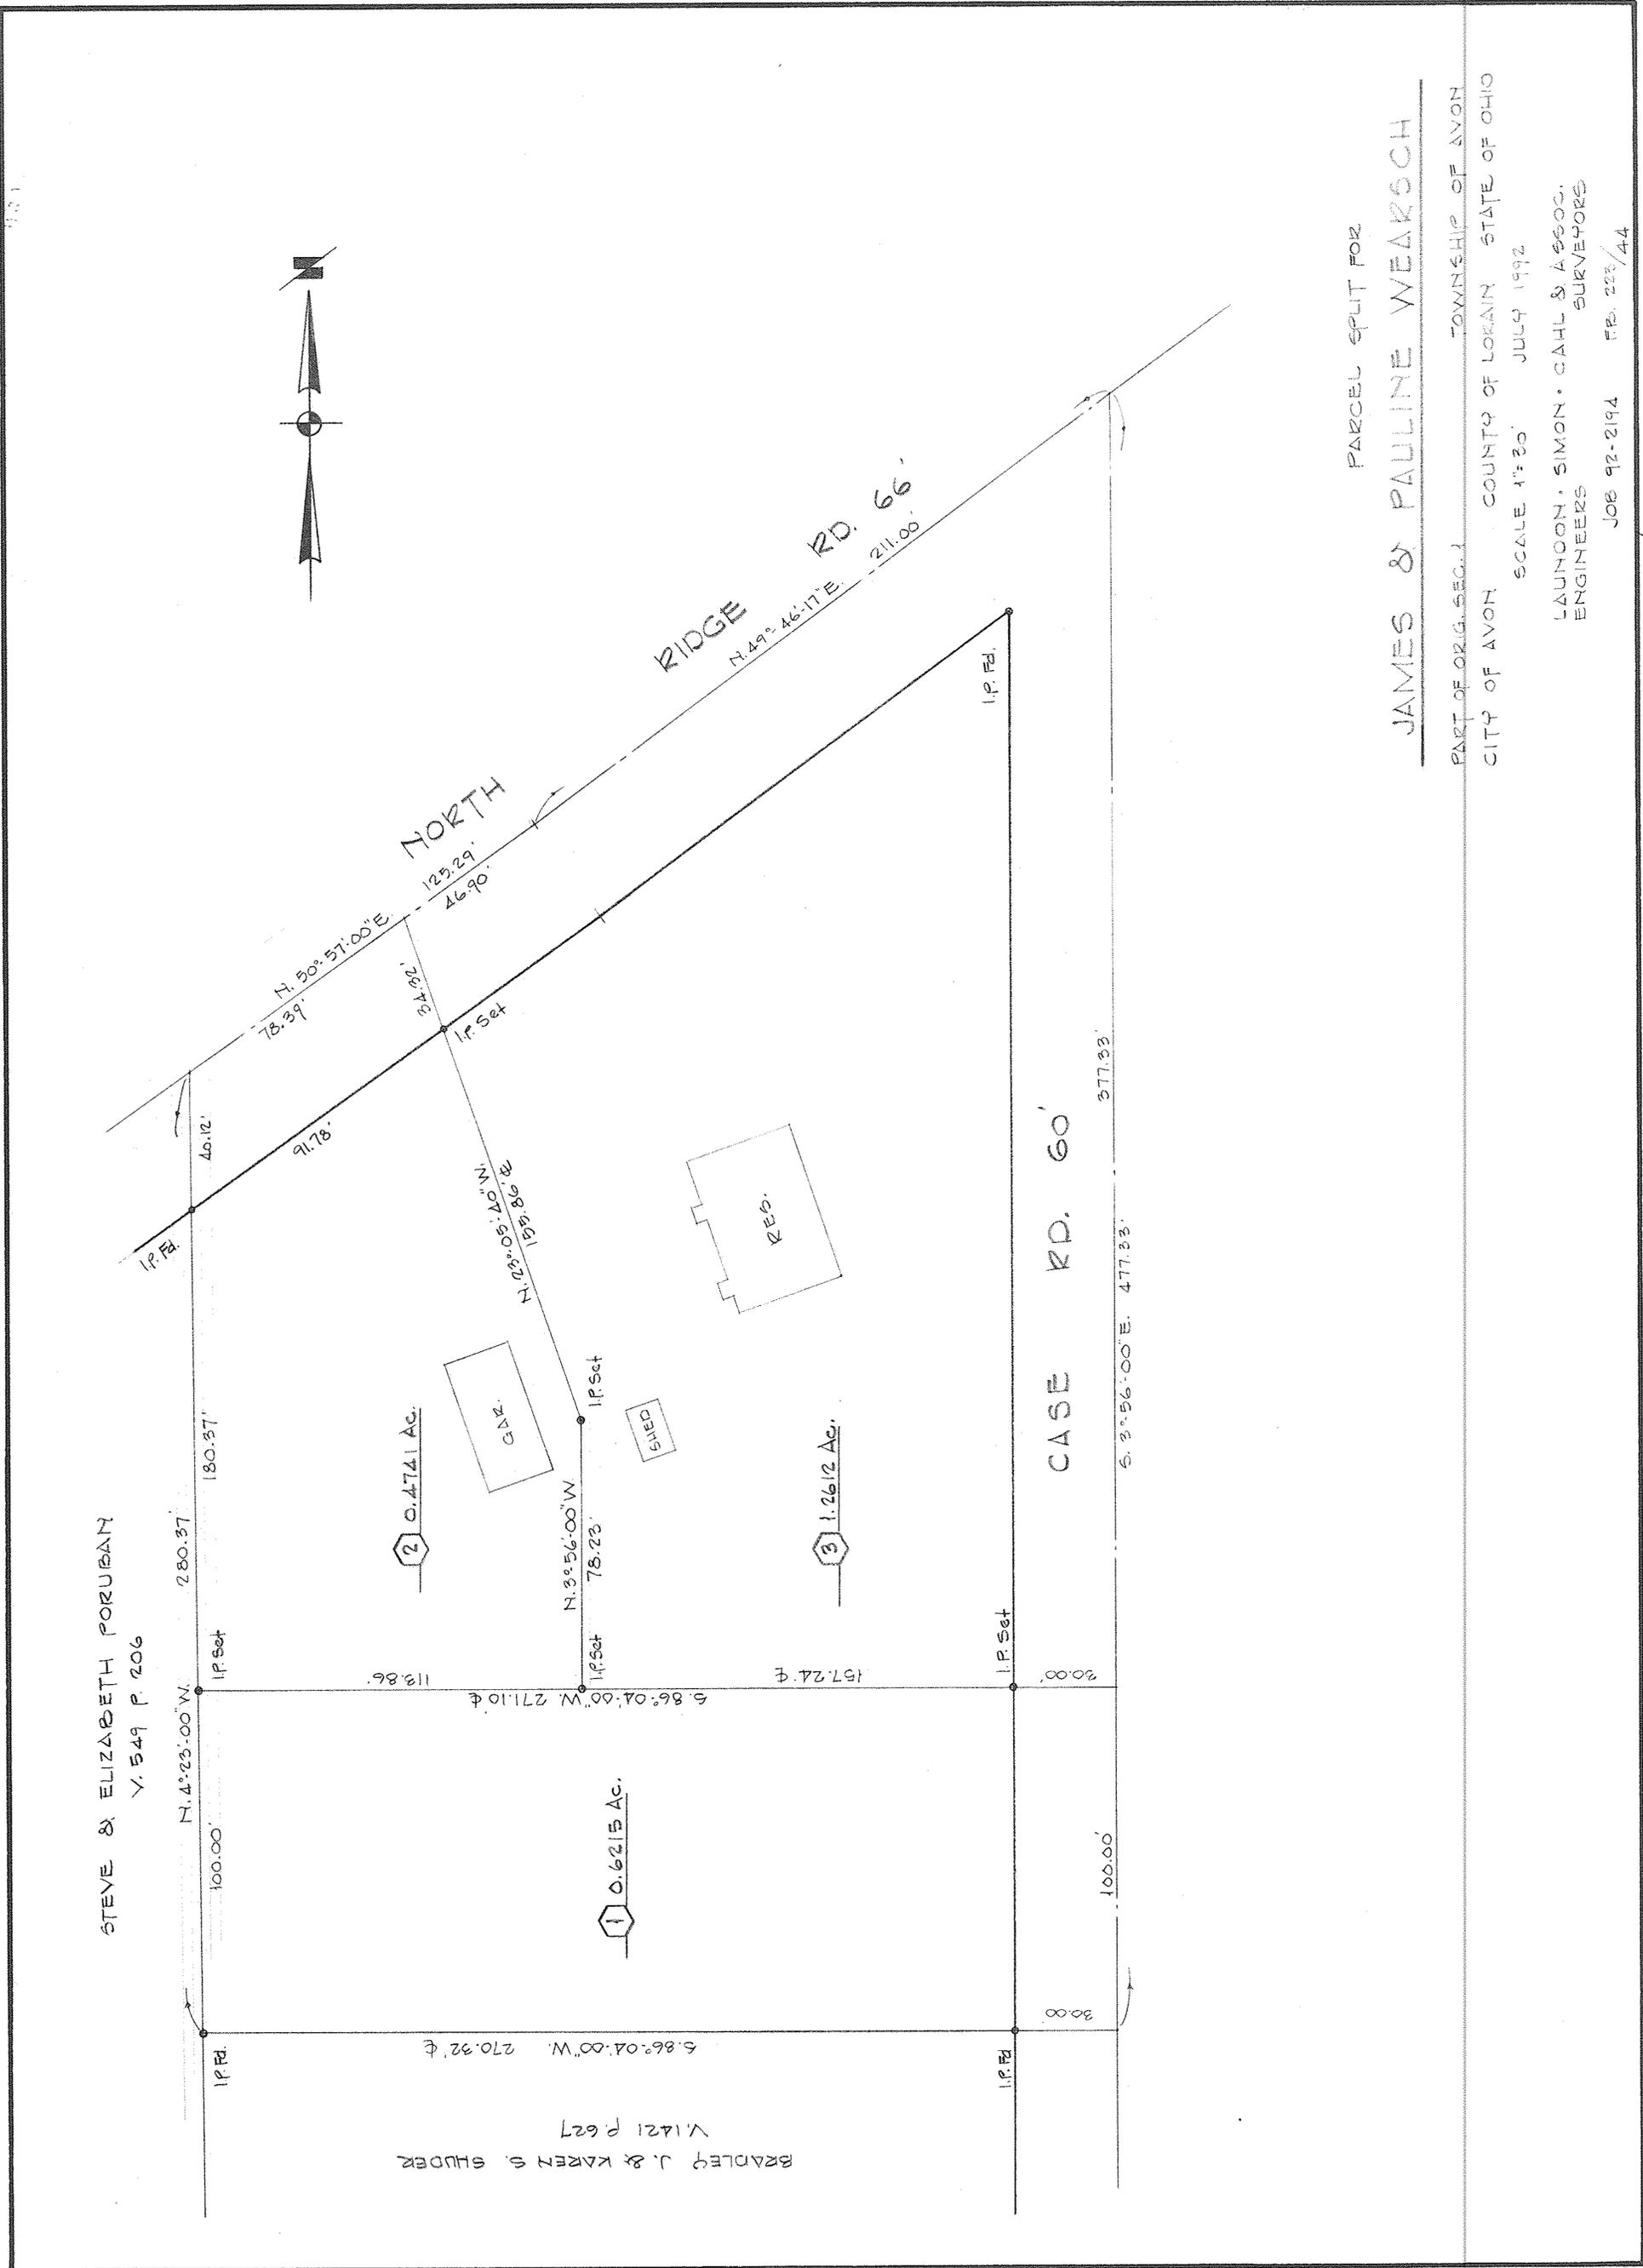 STEVE & ELIZABETH PORUBAN
V. 549 P. 206
N. 4°-23'-00" W. 280.37'
100.00'
180.37'
40.12'
I.P. Fd.
I.P. Set
I.P. Fd.
91.78'
N. 50°-57'-00" E.
78.39'
125.29'
46.90'
34.32'
I.P. Set
NORTH RIDGE RD. 66'
N. 49°-46'-17" E. 211.00'
I.P. Fd.
N. 23°-05'-40" W.
155.86' ℄
GAR.
RES.
SHED
I.P. Set
N. 3°-56'-00" W.
78.23'
I.P. Set
2 0.4741 Ac.
3 1.2612 Ac.
1 0.6215 Ac.
113.86'
157.24' ℄
S. 86°-04'-00" W. 271.10' ℄
I.P. Set
30.00'
S. 86°-04'-00" W. 270.32' ℄
30.00
I.P. Fd
CASE RD. 60'
377.33'
S. 3°-56'-00" E. 477.33'
100.00'
BRADLEY J. & KAREN S. SHUDER
V. 1421 P. 627
N
PARCEL SPLIT FOR
JAMES & PAULINE WEARSCH
PART OF ORIG. SEC. 1 TOWNSHIP OF AVON
CITY OF AVON COUNTY OF LORAIN STATE OF OHIO
SCALE 1"=30' JULY 1992
LAUNDON · SIMON · CAHL & ASSOC.
ENGINEERS SURVEYORS
JOB 92-2194 F.B. 223/44